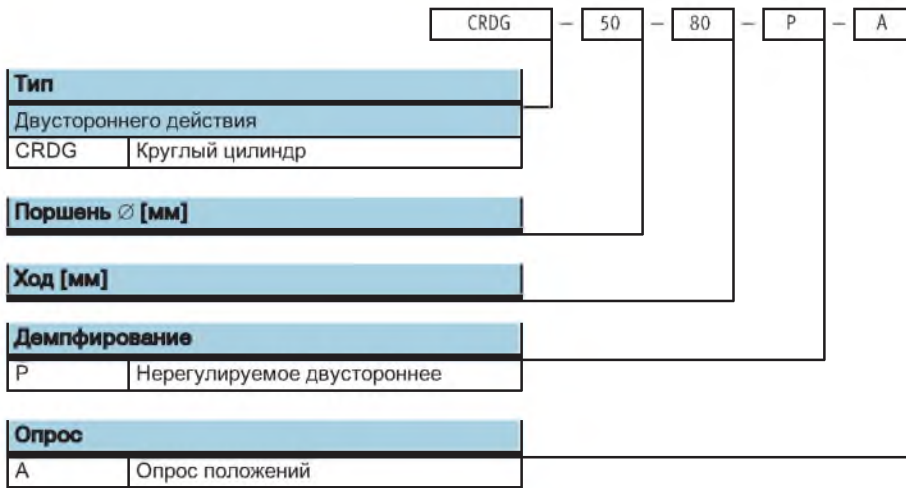 CRDG – 50 – 80 – P – A
Тип
Двустороннего действия
CRDG Круглый цилиндр
Поршень ∅ [мм]
Ход [мм]
Демпфирование
P Нерегулируемое двустороннее
Опрос
A Опрос положений